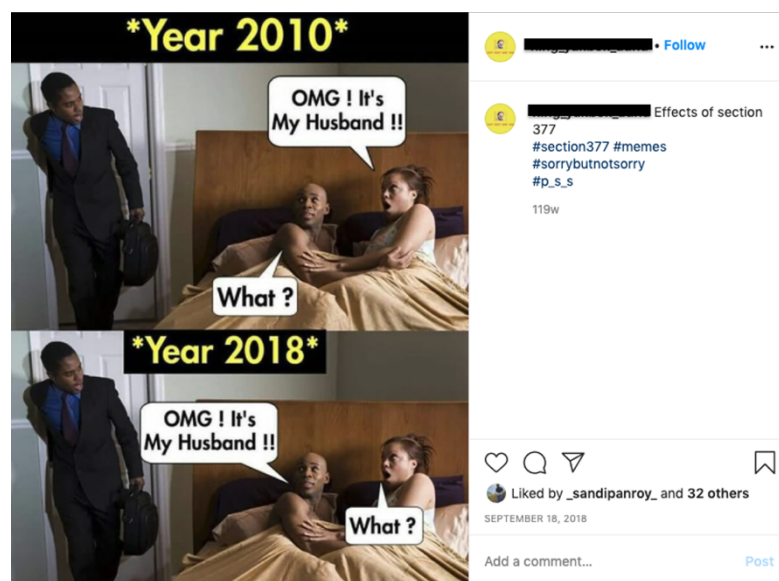 *Year 2010*
OMG ! It's
My Husband !!
What ?
*Year 2018*
OMG ! It's
My Husband !!
What ?
• Follow
Effects of section
377
#section377 #memes
#sorrybutnotsorry
#p_s_s
119w
Liked by _sandipanroy_ and 32 others
SEPTEMBER 18, 2018
Add a comment...
Post